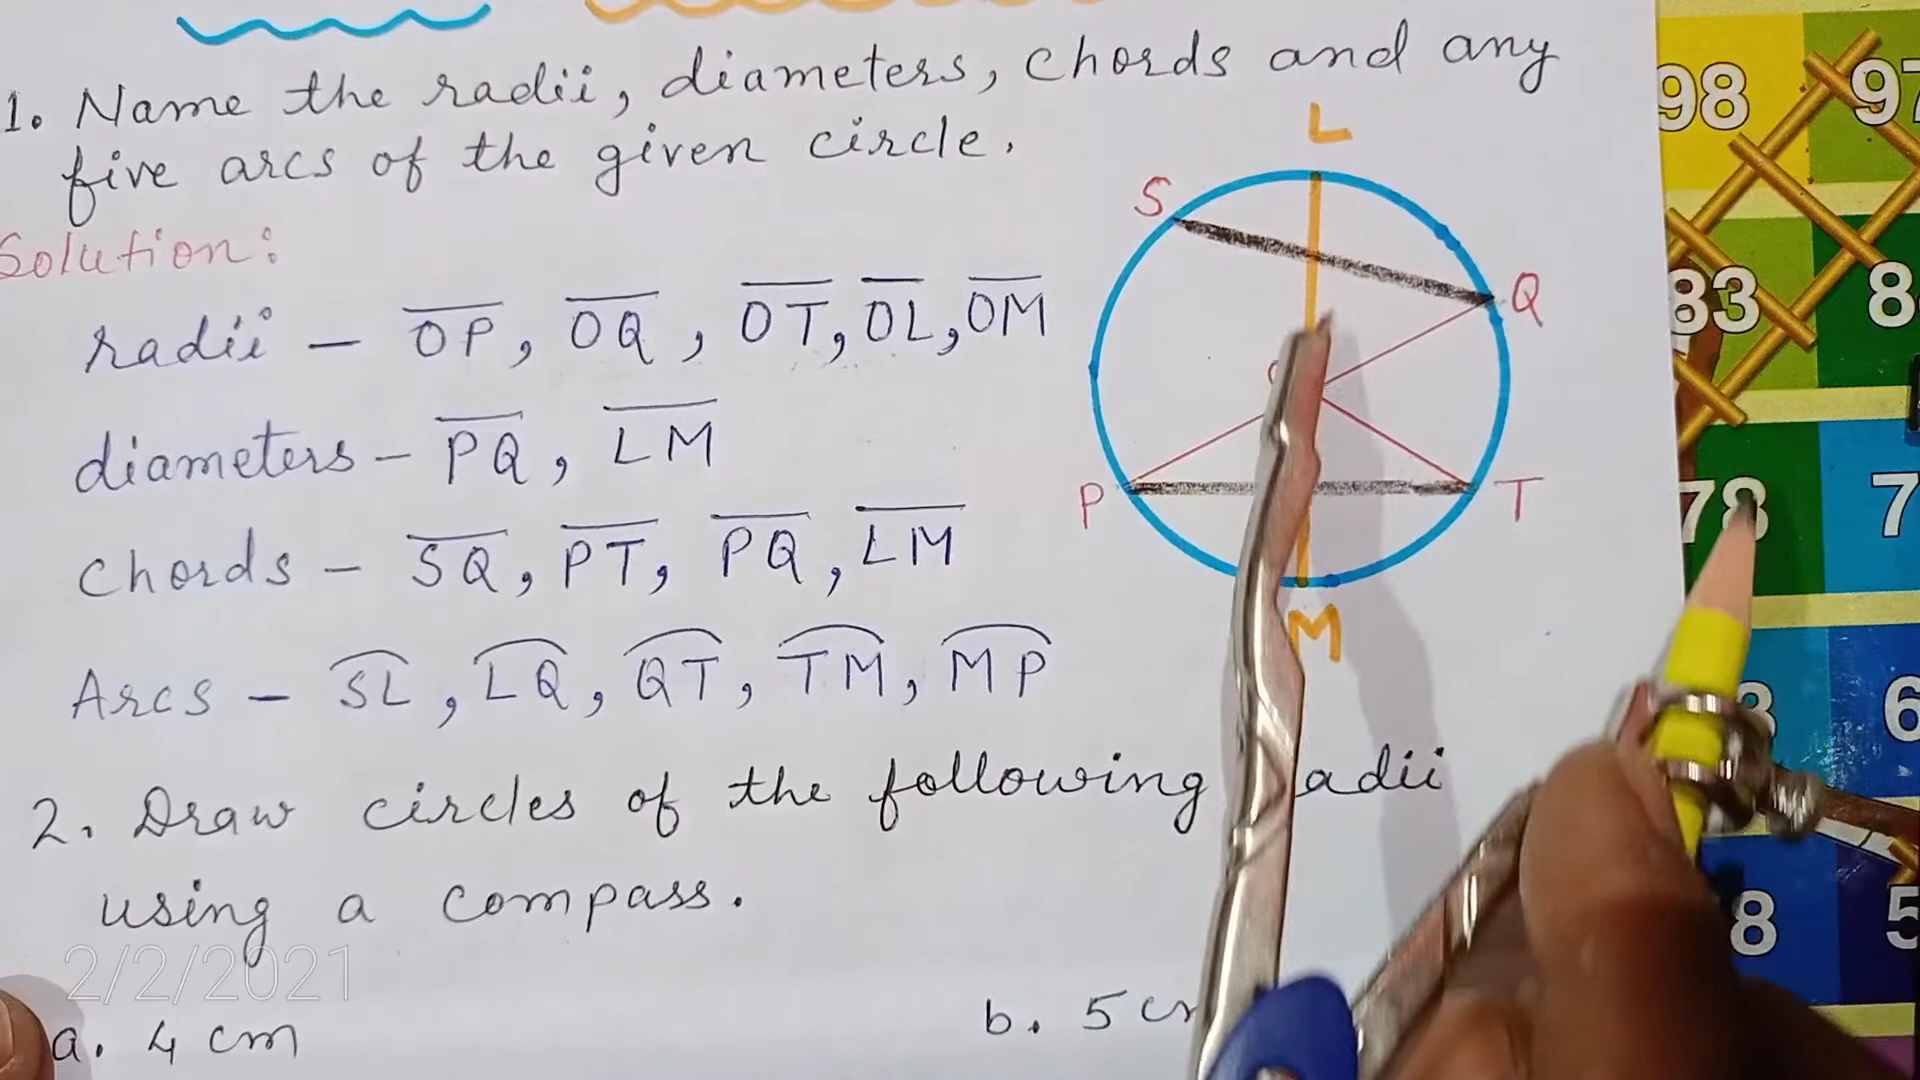 1. Name the radii, diameters, chords and any
five arcs of the given circle.
Solution:
radii - OP, OQ, OT, OL, OM
diameters - PQ, LM
chords - SQ, PT, PQ, LM
Arcs - SL, LQ, QT, TM, MP
L
S
Q
P
T
M
2. Draw circles of the following adii
using a compass.
2/2/2021
a. 4 cm
b. 5 c
98
97
83
8
78
7
3
6
8
5